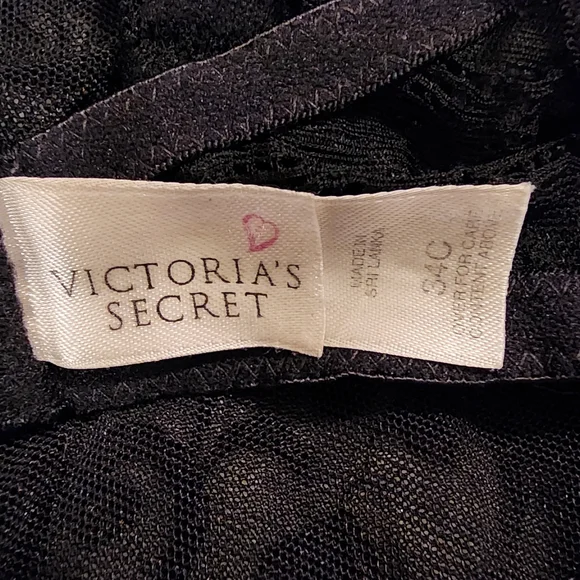 VICTORIA'S
SECRET
MADE IN
SRI LANKA
34C
OVER FOR CARE
CONTENT ABOVE